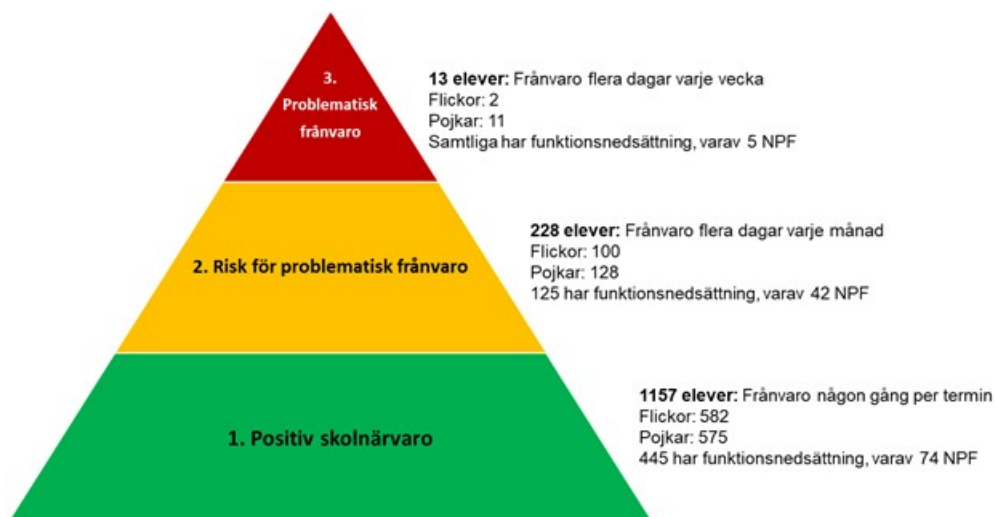 3.
Problematisk
frånvaro
13 elever: Frånvaro flera dagar varje vecka
Flickor: 2
Pojkar: 11
Samtliga har funktionsnedsättning, varav 5 NPF
2. Risk för problematisk frånvaro
228 elever: Frånvaro flera dagar varje månad
Flickor: 100
Pojkar: 128
125 har funktionsnedsättning, varav 42 NPF
1. Positiv skolnärvaro
1157 elever: Frånvaro någon gång per termin
Flickor: 582
Pojkar: 575
445 har funktionsnedsättning, varav 74 NPF